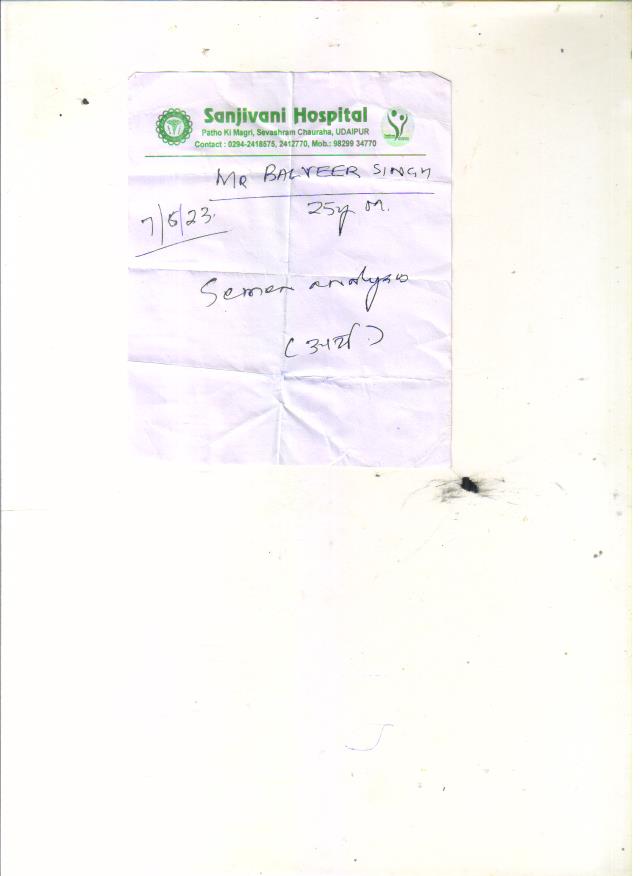 Sanjivani Hospital
Patho Ki Magri, Sevashram Chauraha, UDAIPUR
Contact : 0294-2418575, 2412770, Mob.: 98299 34770
MR BALVEER SINGH
25y M.
7/5/23.
Semen analysis